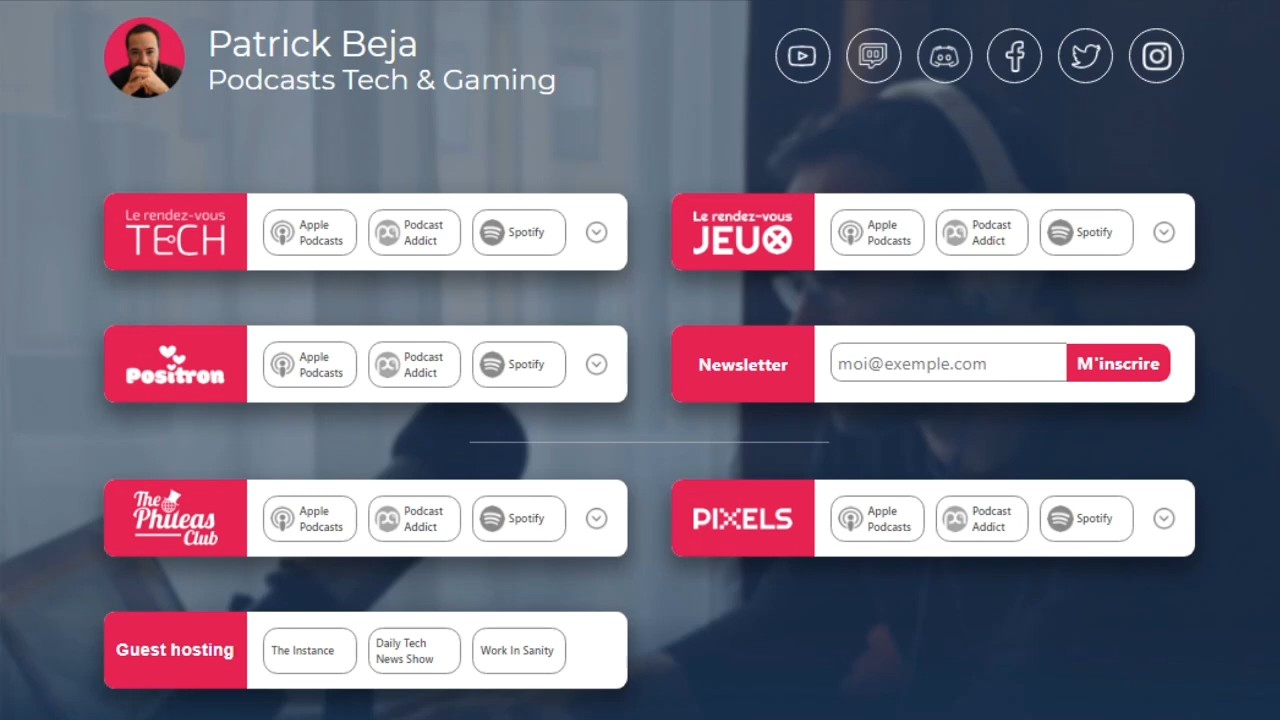 Patrick Beja
Podcasts Tech & Gaming
Le rendez-vous
TECH
Apple
Podcasts
Podcast
Addict
Spotify
Le rendez-vous
JEUX
Apple
Podcasts
Podcast
Addict
Spotify
Positron
Apple
Podcasts
Podcast
Addict
Spotify
Newsletter
moi@exemple.com
M'inscrire
The
Phileas
Club
Apple
Podcasts
Podcast
Addict
Spotify
PIXELS
Apple
Podcasts
Podcast
Addict
Spotify
Guest hosting
The Instance
Daily Tech
News Show
Work In Sanity